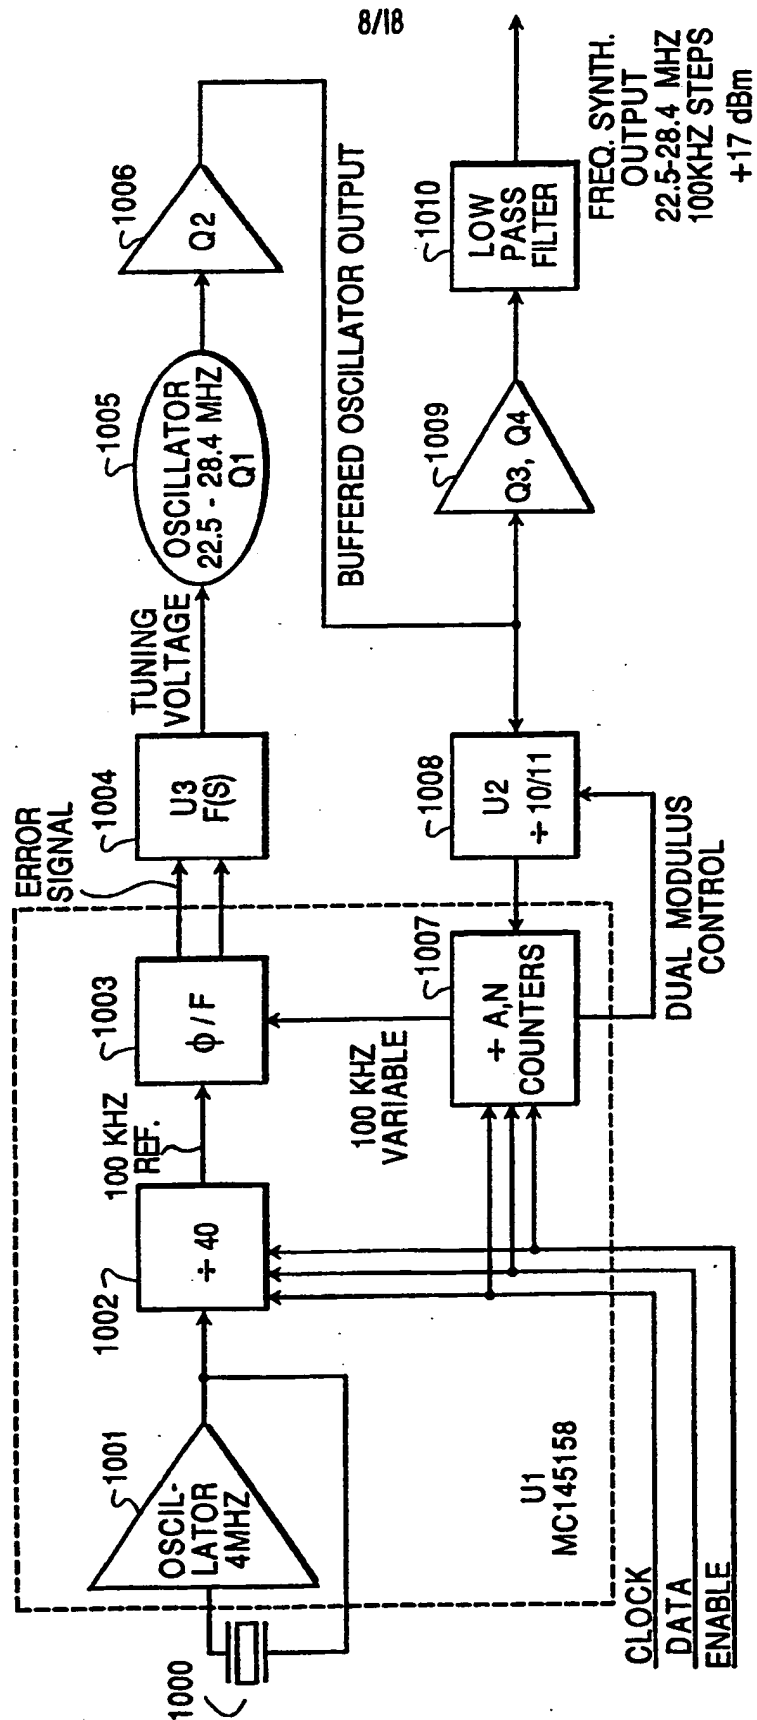 8/18
1000
1001
OSCIL-
LATOR
4MHZ
1002
÷ 40
100 KHZ
REF.
1003
ϕ / F
ERROR
SIGNAL
1004
U3
F(S)
TUNING
VOLTAGE
1005
OSCILLATOR
22.5 - 28.4 MHZ
Q1
1006
Q2
BUFFERED OSCILLATOR OUTPUT
U1
MC145158
100 KHZ
VARIABLE
1007
÷ A,N
COUNTERS
1008
U2
÷ 10/11
DUAL MODULUS
CONTROL
1009
Q3, Q4
1010
LOW
PASS
FILTER
FREQ. SYNTH.
OUTPUT
22.5-28.4 MHZ
100KHZ STEPS
+17 dBm
CLOCK
DATA
ENABLE